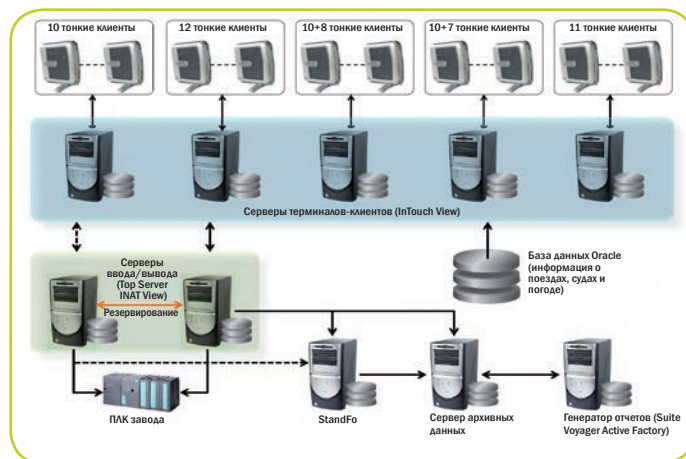 10 тонкие клиенты
12 тонкие клиенты
10+8 тонкие клиенты
10+7 тонкие клиенты
11 тонкие клиенты
Серверы терминалов-клиентов (InTouch View)
Серверы
ввода/вывода
(Top Server
INAT View)
Резервирование
База данных Oracle
(информация о
поездах, судах и
погоде)
ПЛК завода
StandFo
Сервер архивных
данных
Генератор отчетов (Suite
Voyager Active Factory)